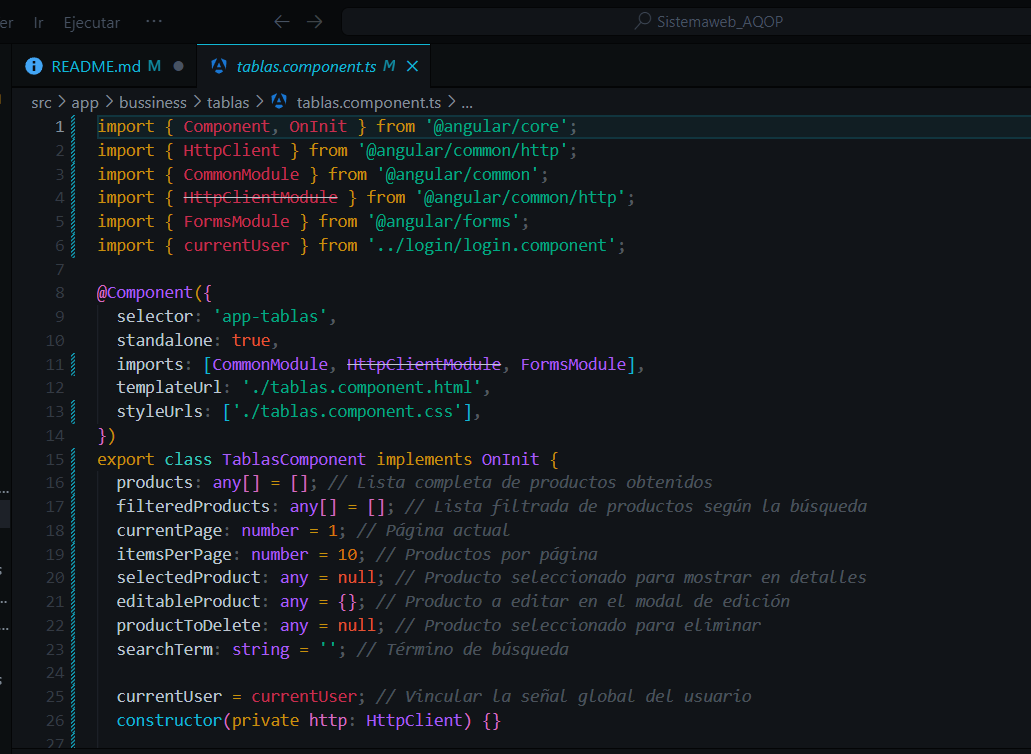 er Ir Ejecutar ··· ← → Sistemaweb_AQOP
README.md M ● tablas.component.ts M ×
src > app > bussiness > tablas > tablas.component.ts > ...
1 import { Component, OnInit } from '@angular/core';
2 import { HttpClient } from '@angular/common/http';
3 import { CommonModule } from '@angular/common';
4 import { HttpClientModule } from '@angular/common/http';
5 import { FormsModule } from '@angular/forms';
6 import { currentUser } from '../login/login.component';
7
8 @Component({
9 selector: 'app-tablas',
10 standalone: true,
11 imports: [CommonModule, HttpClientModule, FormsModule],
12 templateUrl: './tablas.component.html',
13 styleUrls: ['./tablas.component.css'],
14 })
15 export class TablasComponent implements OnInit {
16 products: any[] = []; // Lista completa de productos obtenidos
17 filteredProducts: any[] = []; // Lista filtrada de productos según la búsqueda
18 currentPage: number = 1; // Página actual
19 itemsPerPage: number = 10; // Productos por página
20 selectedProduct: any = null; // Producto seleccionado para mostrar en detalles
21 editableProduct: any = {}; // Producto a editar en el modal de edición
22 productToDelete: any = null; // Producto seleccionado para eliminar
23 searchTerm: string = ''; // Término de búsqueda
24
25 currentUser = currentUser; // Vincular la señal global del usuario
26 constructor(private http: HttpClient) {}
27